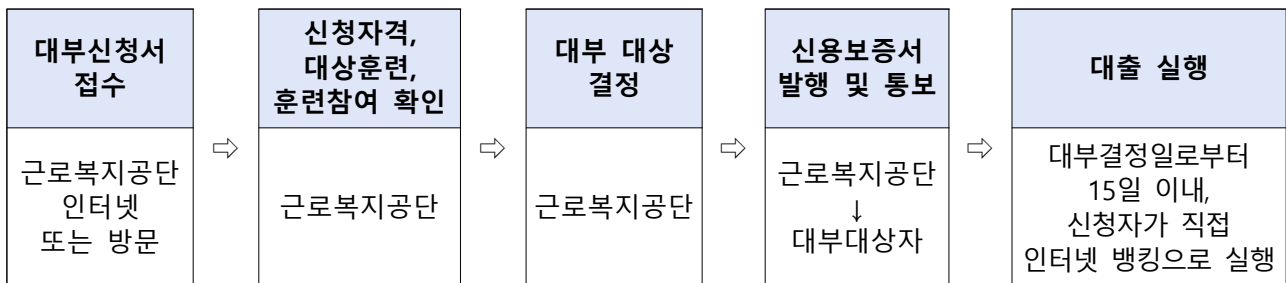 대부신청서
접수
근로복지공단
인터넷
또는 방문
⇨
신청자격,
대상훈련,
훈련참여 확인
근로복지공단
⇨
대부 대상
결정
근로복지공단
⇨
신용보증서
발행 및 통보
근로복지공단
↓
대부대상자
⇨
대출 실행
대부결정일로부터
15일 이내,
신청자가 직접
인터넷 뱅킹으로 실행